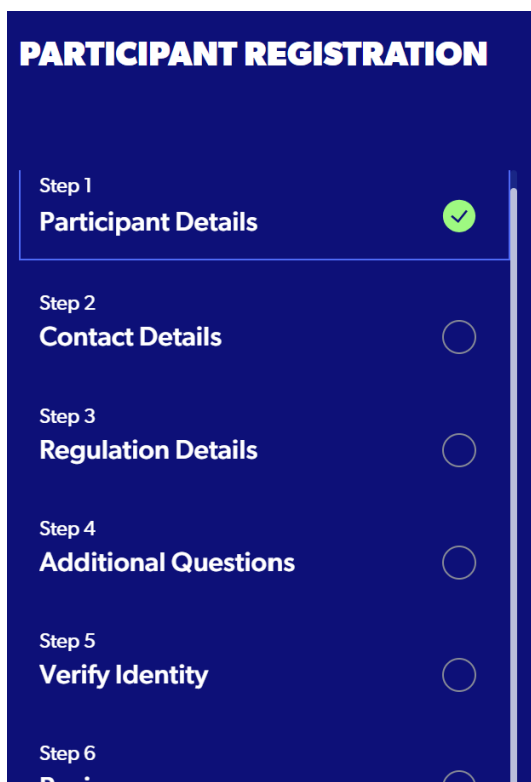 PARTICIPANT REGISTRATION
Step 1
Participant Details
Step 2
Contact Details
Step 3
Regulation Details
Step 4
Additional Questions
Step 5
Verify Identity
Step 6